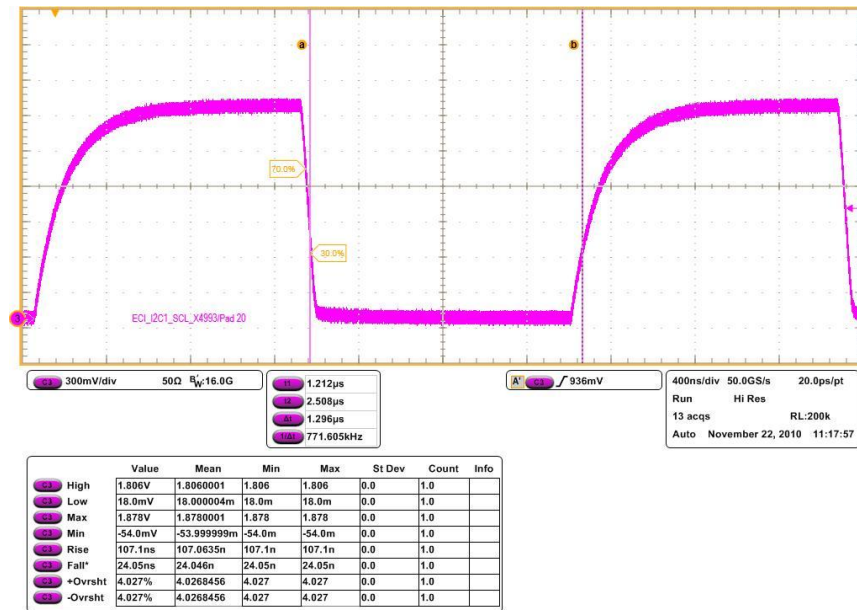 a
b
70.0%
30.0%
3
ECI_I2C1_SCL_X4993/Pad 20
C3 300mV/div 50Ω BW:16.0G
t1 1.212µs
t2 2.508µs
Δt 1.296µs
1/Δt 771.605kHz
A' C3 936mV
400ns/div 50.0GS/s 20.0ps/pt
Run Hi Res
13 acqs RL:200k
Auto November 22, 2010 11:17:57
Value Mean Min Max St Dev Count Info
C3 High 1.806V 1.8060001 1.806 1.806 0.0 1.0
C3 Low 18.0mV 18.000004m 18.0m 18.0m 0.0 1.0
C3 Max 1.878V 1.8780001 1.878 1.878 0.0 1.0
C3 Min -54.0mV -53.999999m -54.0m -54.0m 0.0 1.0
C3 Rise 107.1ns 107.0635n 107.1n 107.1n 0.0 1.0
C3 Fall* 24.05ns 24.046n 24.05n 24.05n 0.0 1.0
C3 +Ovrsht 4.027% 4.0268456 4.027 4.027 0.0 1.0
C3 -Ovrsht 4.027% 4.0268456 4.027 4.027 0.0 1.0